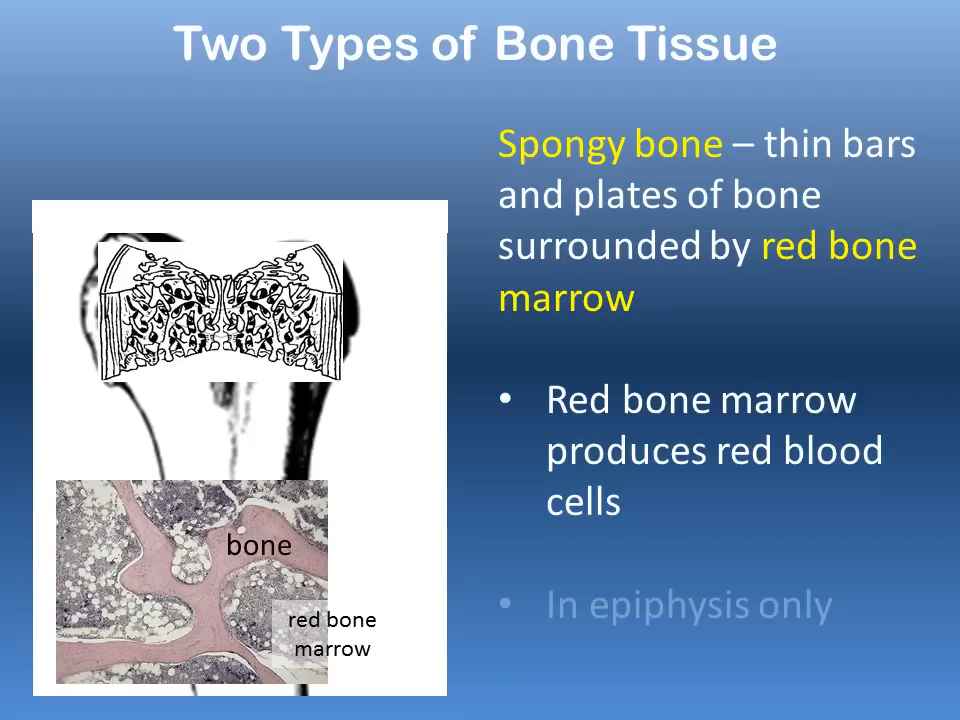 Two Types of Bone Tissue
Spongy bone – thin bars
and plates of bone
surrounded by red bone
marrow
• Red bone marrow
produces red blood
cells
• In epiphysis only
bone
red bone
marrow